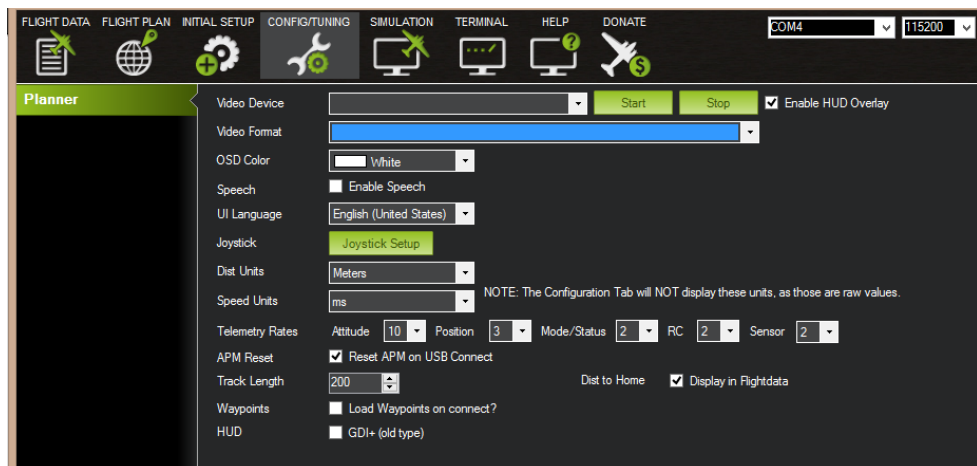 FLIGHT DATA FLIGHT PLAN INITIAL SETUP CONFIG/TUNING SIMULATION TERMINAL HELP DONATE
COM4 115200
Planner
Video Device Start Stop Enable HUD Overlay
Video Format
OSD Color White
Speech Enable Speech
UI Language English (United States)
Joystick Joystick Setup
Dist Units Meters
Speed Units ms NOTE: The Configuration Tab will NOT display these units, as those are raw values.
Telemetry Rates Attitude 10 Position 3 Mode/Status 2 RC 2 Sensor 2
APM Reset Reset APM on USB Connect
Track Length 200 Dist to Home Display in Flightdata
Waypoints Load Waypoints on connect?
HUD GDI+ (old type)